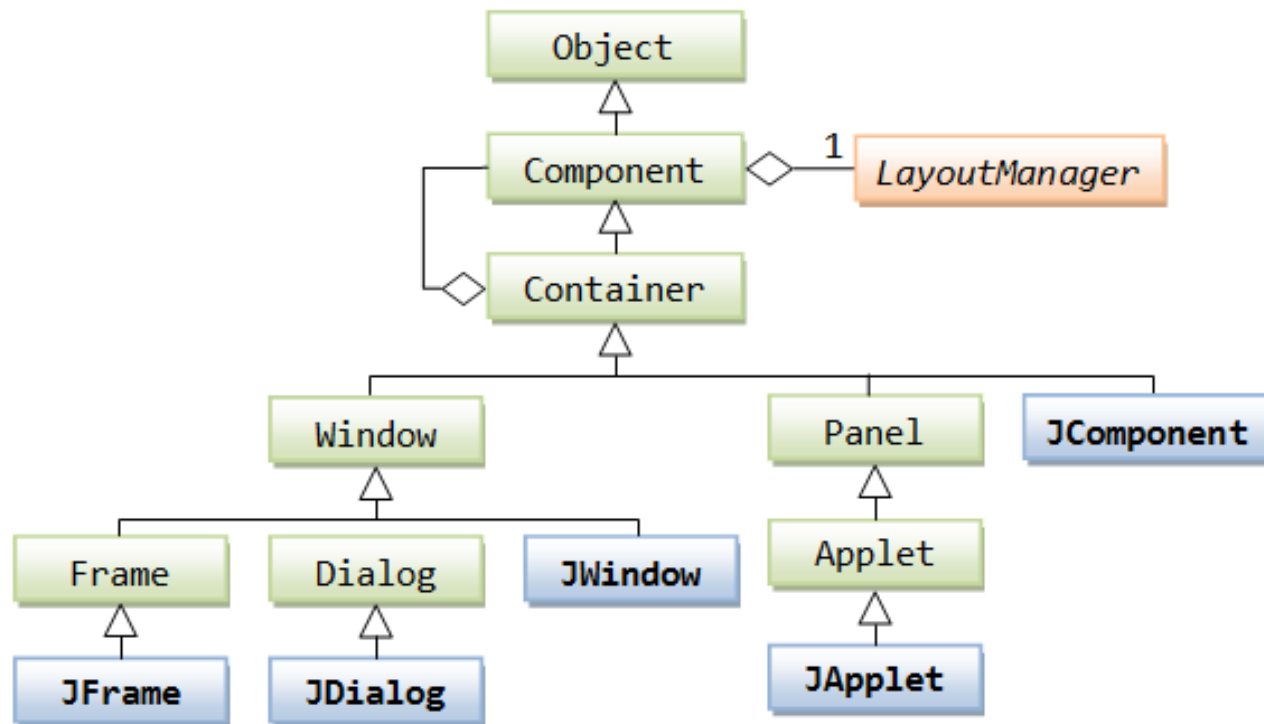 Object
Component
1
LayoutManager
Container
Window
Panel
JComponent
Frame
Dialog
JWindow
Applet
JFrame
JDialog
JApplet